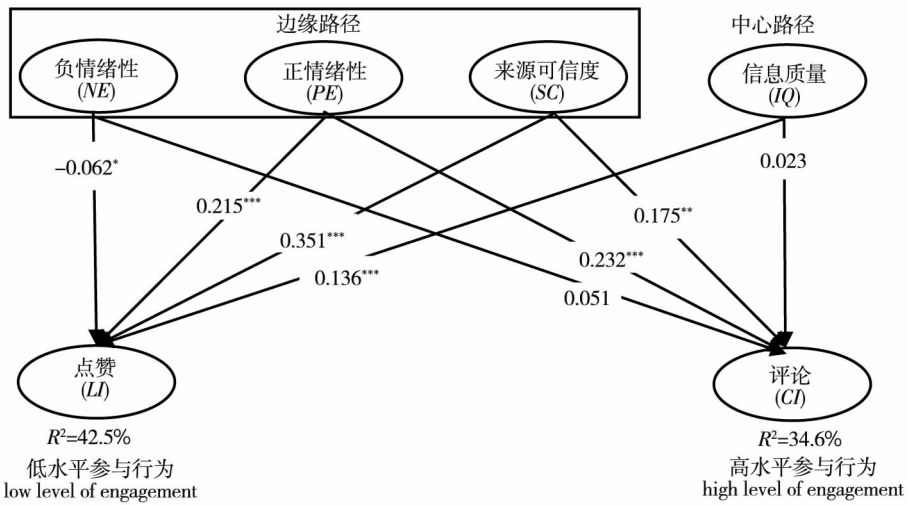 边缘路径
中心路径
负情绪性
(NE)
正情绪性
(PE)
来源可信度
(SC)
信息质量
(IQ)
−0.062*
0.023
0.215***
0.175**
0.351***
0.232***
0.136***
0.051
点赞
(LI)
评论
(CI)
R²=42.5%
R²=34.6%
低水平参与行为
low level of engagement
高水平参与行为
high level of engagement